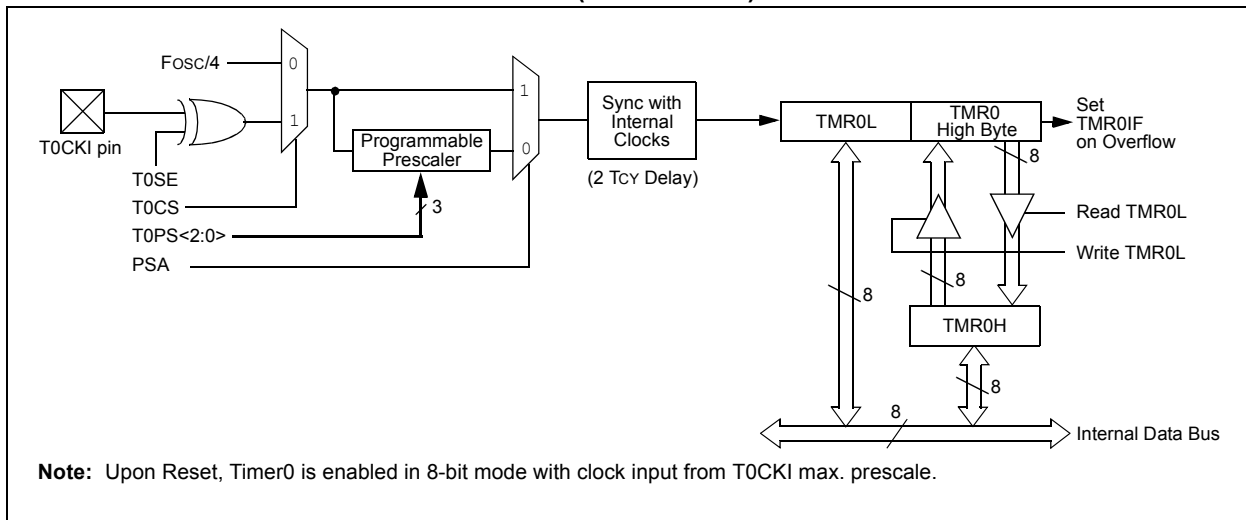 FOSC/4
0
1
T0CKI pin
T0SE
T0CS
T0PS<2:0>
PSA
Programmable
Prescaler
3
1
0
Sync with
Internal
Clocks
(2 TCY Delay)
TMR0L
TMR0
High Byte
Set
TMR0IF
on Overflow
8
Read TMR0L
Write TMR0L
8
8
TMR0H
8
8
Internal Data Bus
Note: Upon Reset, Timer0 is enabled in 8-bit mode with clock input from T0CKI max. prescale.